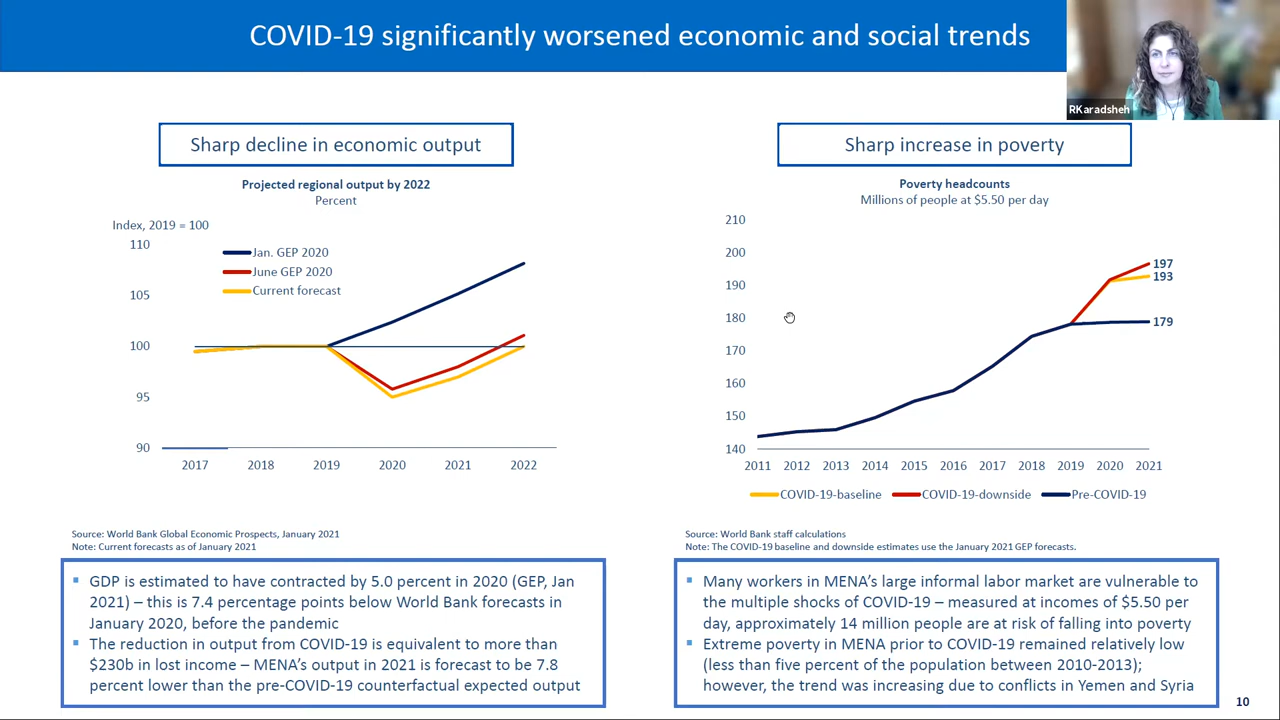 COVID-19 significantly worsened economic and social trends
RKaradsheh
Sharp decline in economic output
Projected regional output by 2022
Percent
Index, 2019 = 100
110
105
100
95
90
Jan. GEP 2020
June GEP 2020
Current forecast
2017 2018 2019 2020 2021 2022
Source: World Bank Global Economic Prospects, January 2021
Note: Current forecasts as of January 2021
GDP is estimated to have contracted by 5.0 percent in 2020 (GEP, Jan
2021) – this is 7.4 percentage points below World Bank forecasts in
January 2020, before the pandemic
The reduction in output from COVID-19 is equivalent to more than
$230b in lost income – MENA’s output in 2021 is forecast to be 7.8
percent lower than the pre-COVID-19 counterfactual expected output
Sharp increase in poverty
Poverty headcounts
Millions of people at $5.50 per day
210
200
190
180
170
160
150
140
197
193
179
2011 2012 2013 2014 2015 2016 2017 2018 2019 2020 2021
COVID-19-baseline COVID-19-downside Pre-COVID-19
Source: World Bank staff calculations
Note: The COVID-19 baseline and downside estimates use the January 2021 GEP forecasts.
Many workers in MENA’s large informal labor market are vulnerable to
the multiple shocks of COVID-19 – measured at incomes of $5.50 per
day, approximately 14 million people are at risk of falling into poverty
Extreme poverty in MENA prior to COVID-19 remained relatively low
(less than five percent of the population between 2010-2013);
however, the trend was increasing due to conflicts in Yemen and Syria
10